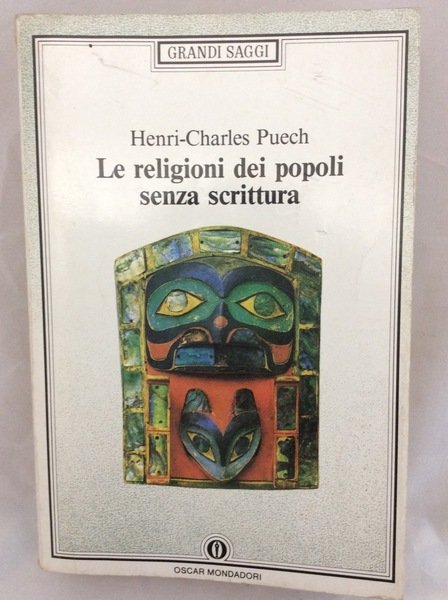 GRANDI SAGGI
Henri-Charles Puech
Le religioni dei popoli
senza scrittura
OSCAR MONDADORI